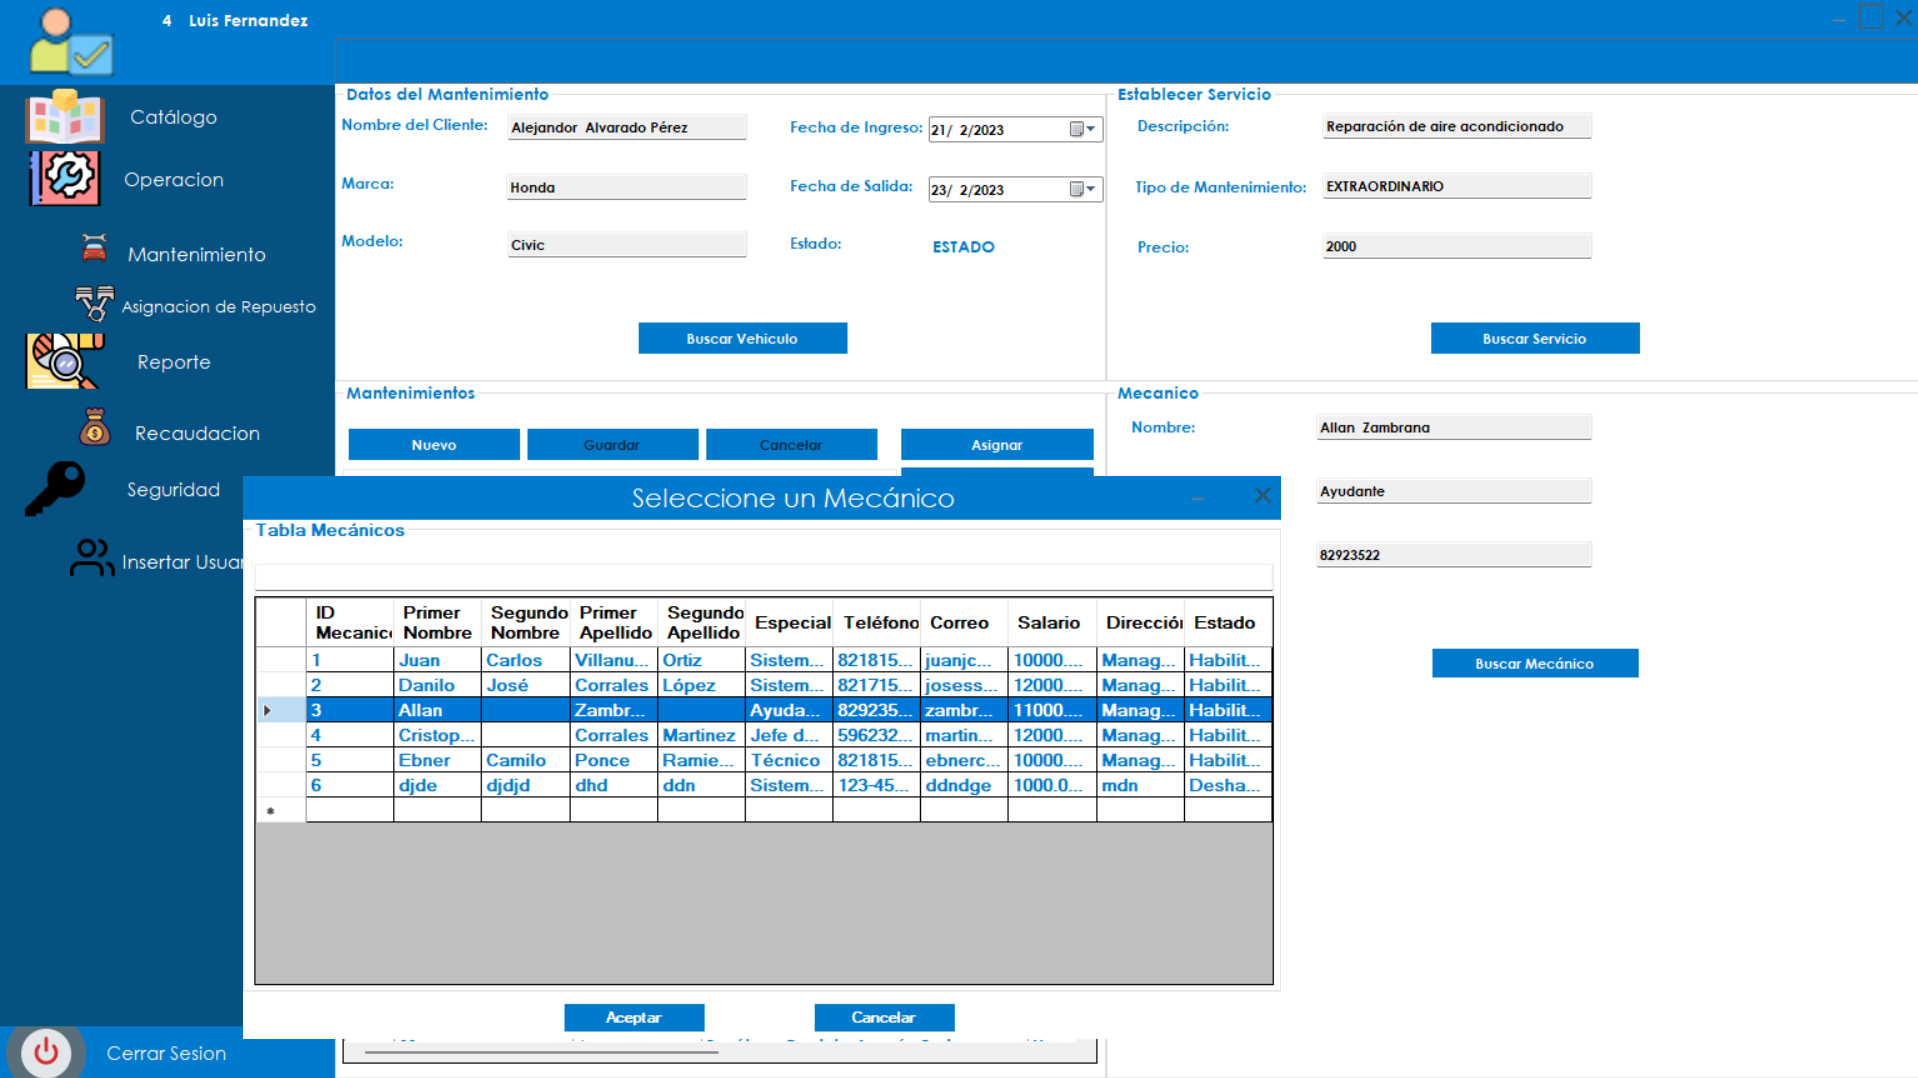 4 Luis Fernandez
Catálogo
Operacion
Mantenimiento
Asignacion de Repuesto
Reporte
Recaudacion
Seguridad
Insertar Usuar
Cerrar Sesion
Datos del Mantenimiento
Nombre del Cliente: Alejandor Alvarado Pérez Fecha de Ingreso: 21/ 2/2023
Marca: Honda Fecha de Salida: 23/ 2/2023
Modelo: Civic Estado: ESTADO
Buscar Vehiculo
Establecer Servicio
Descripción: Reparación de aire acondicionado
Tipo de Mantenimiento: EXTRAORDINARIO
Precio: 2000
Buscar Servicio
Mantenimientos
Nuevo Guardar Cancelar Asignar
Mecanico
Nombre: Allan Zambrana
Ayudante
82923522
Buscar Mecánico
Seleccione un Mecánico
Tabla Mecánicos
ID Mecanico Primer Nombre Segundo Nombre Primer Apellido Segundo Apellido Especial Teléfono Correo Salario Dirección Estado
1 Juan Carlos Villanu... Ortiz Sistem... 821815... juanjc... 10000.... Manag... Habilit...
2 Danilo José Corrales López Sistem... 821715... josess... 12000.... Manag... Habilit...
3 Allan Zambr... Ayuda... 829235... zambr... 11000.... Manag... Habilit...
4 Cristop... Corrales Martinez Jefe d... 596232... martin... 12000.... Manag... Habilit...
5 Ebner Camilo Ponce Ramie... Técnico 821815... ebnerc... 10000.... Manag... Habilit...
6 djde djdjd dhd ddn Sistem... 123-45... ddndge 1000.0... mdn Desha...
*
Aceptar Cancelar